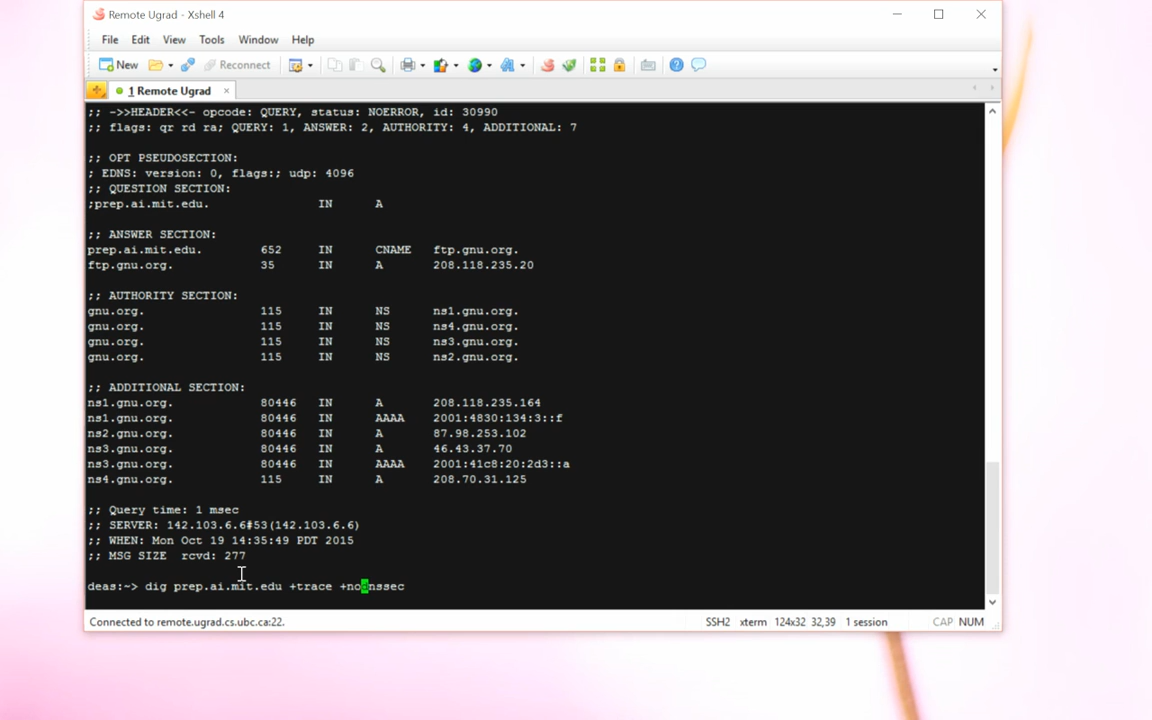 Remote Ugrad - Xshell 4
File Edit View Tools Window Help
New Reconnect
1 Remote Ugrad
;; ->>HEADER<<- opcode: QUERY, status: NOERROR, id: 30990
;; flags: qr rd ra; QUERY: 1, ANSWER: 2, AUTHORITY: 4, ADDITIONAL: 7
;; OPT PSEUDOSECTION:
; EDNS: version: 0, flags:; udp: 4096
;; QUESTION SECTION:
;prep.ai.mit.edu. IN A
;; ANSWER SECTION:
prep.ai.mit.edu. 652 IN CNAME ftp.gnu.org.
ftp.gnu.org. 35 IN A 208.118.235.20
;; AUTHORITY SECTION:
gnu.org. 115 IN NS ns1.gnu.org.
gnu.org. 115 IN NS ns4.gnu.org.
gnu.org. 115 IN NS ns3.gnu.org.
gnu.org. 115 IN NS ns2.gnu.org.
;; ADDITIONAL SECTION:
ns1.gnu.org. 80446 IN A 208.118.235.164
ns1.gnu.org. 80446 IN AAAA 2001:4830:134:3::f
ns2.gnu.org. 80446 IN A 87.98.253.102
ns3.gnu.org. 80446 IN A 46.43.37.70
ns3.gnu.org. 80446 IN AAAA 2001:41c8:20:2d3::a
ns4.gnu.org. 115 IN A 208.70.31.125
;; Query time: 1 msec
;; SERVER: 142.103.6.6#53(142.103.6.6)
;; WHEN: Mon Oct 19 14:35:49 PDT 2015
;; MSG SIZE rcvd: 277
deas:~> dig prep.ai.mit.edu +trace
Connected to remote.ugrad.cs.ubc.ca:22. SSH2 xterm 124x32 32,39 1 session CAP NUM